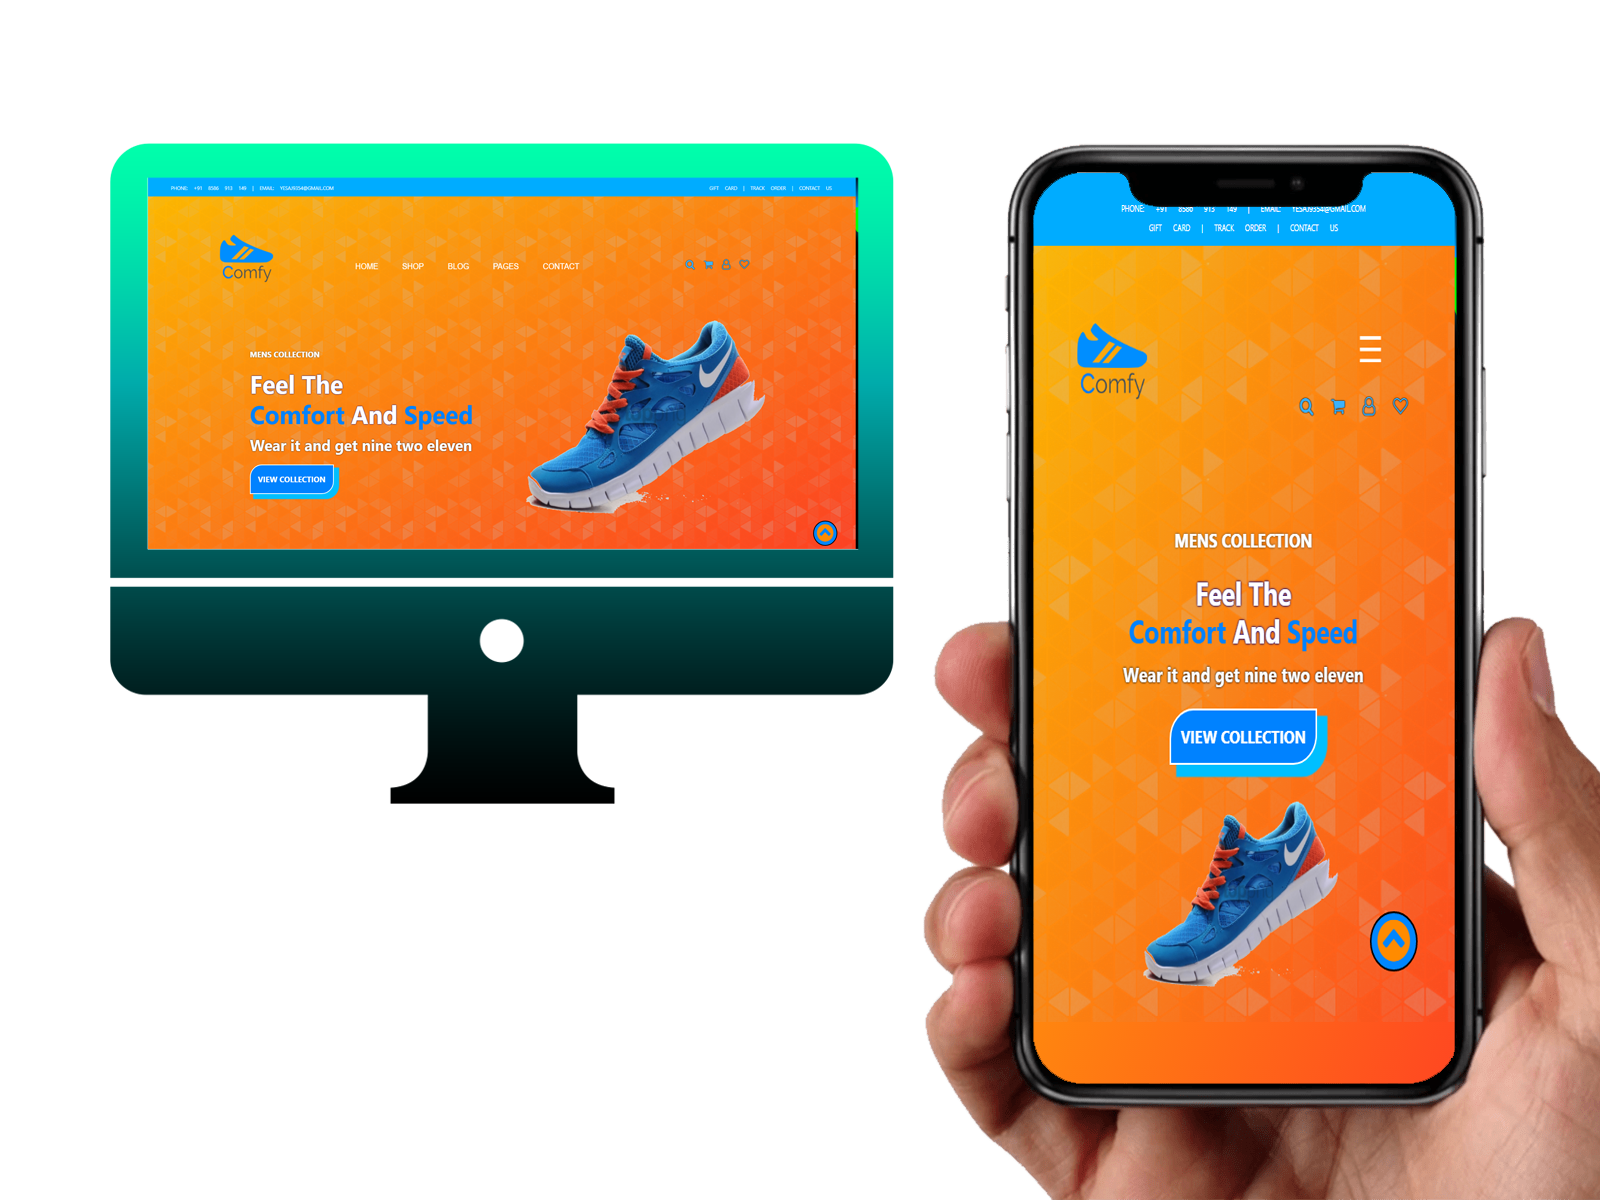 PHONE: +91 8586 913 149 | EMAIL: YESAJ9354@GMAIL.COM
GIFT CARD | TRACK ORDER | CONTACT US
Comfy
HOME SHOP BLOG PAGES CONTACT
MENS COLLECTION
Feel The
Comfort And Speed
Wear it and get nine two eleven
VIEW COLLECTION
PHONE: +91 8586 913 149 | EMAIL: YESAJ9354@GMAIL.COM
GIFT CARD | TRACK ORDER | CONTACT US
Comfy
MENS COLLECTION
Feel The
Comfort And Speed
Wear it and get nine two eleven
VIEW COLLECTION